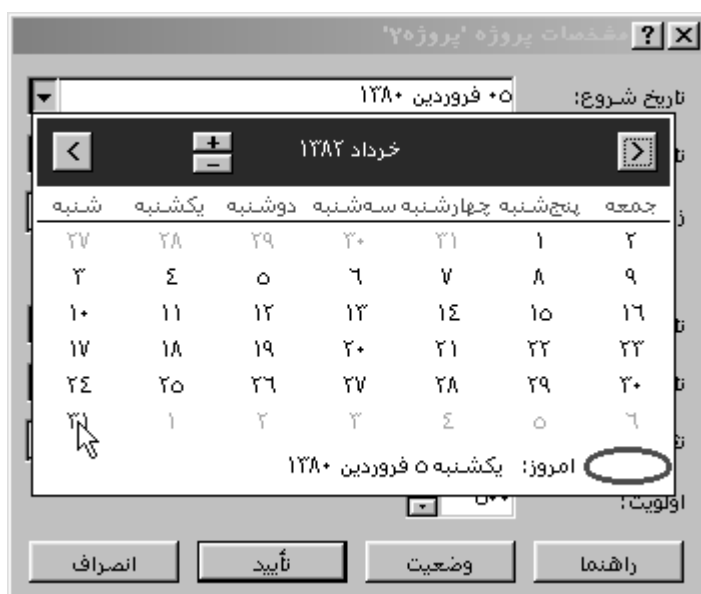 مشخصات پروژه 'پروژه۲'
تاریخ شروع: ۰۵ فروردین ۱۳۸۰
خرداد ۱۳۸۲
شنبه یکشنبه دوشنبه سه‌شنبه چهارشنبه پنج‌شنبه جمعه
۲۷ ۲۸ ۲۹ ۳۰ ۳۱ ۱ ۲
۳ ۴ ۵ ۶ ۷ ۸ ۹
۱۰ ۱۱ ۱۲ ۱۳ ۱۴ ۱۵ ۱۶
۱۷ ۱۸ ۱۹ ۲۰ ۲۱ ۲۲ ۲۳
۲۴ ۲۵ ۲۶ ۲۷ ۲۸ ۲۹ ۳۰
۳۱ ۱ ۲ ۳ ۴ ۵ ۶
امروز: یکشنبه ۵ فروردین ۱۳۸۰
اولویت:
راهنما وضعیت تأیید انصراف